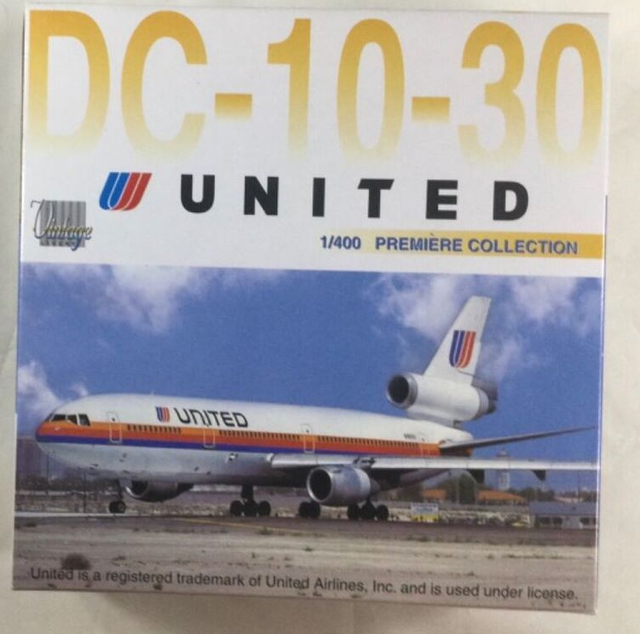 DC-10-30
UNITED
Vintage
1/400 PREMIÈRE COLLECTION
UNITED
United is a registered trademark of United Airlines, Inc. and is used under license.